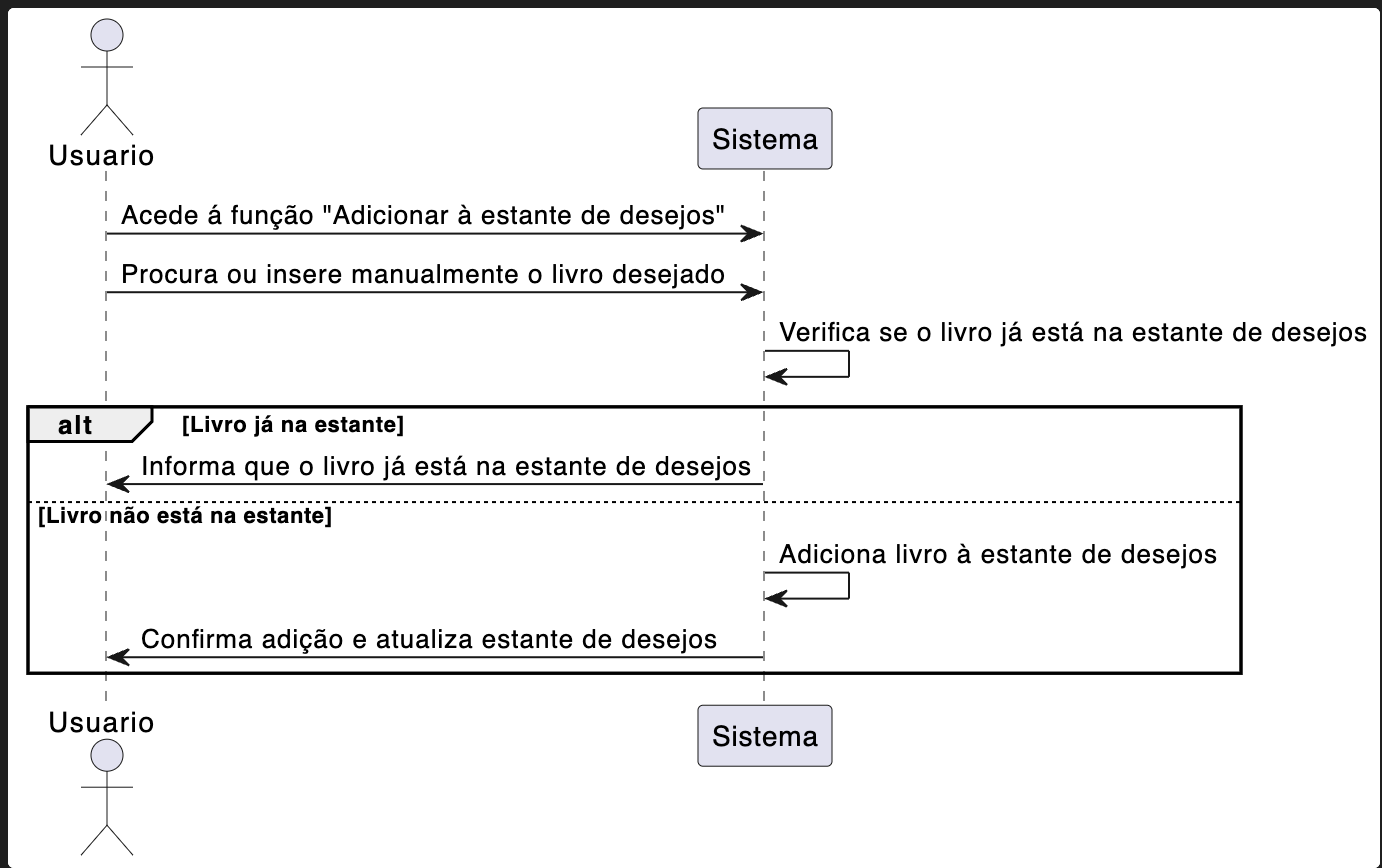 Usuario
Sistema
Acede á função "Adicionar à estante de desejos"
Procura ou insere manualmente o livro desejado
Verifica se o livro já está na estante de desejos
alt [Livro já na estante]
Informa que o livro já está na estante de desejos
[Livro não está na estante]
Adiciona livro à estante de desejos
Confirma adição e atualiza estante de desejos
Usuario
Sistema